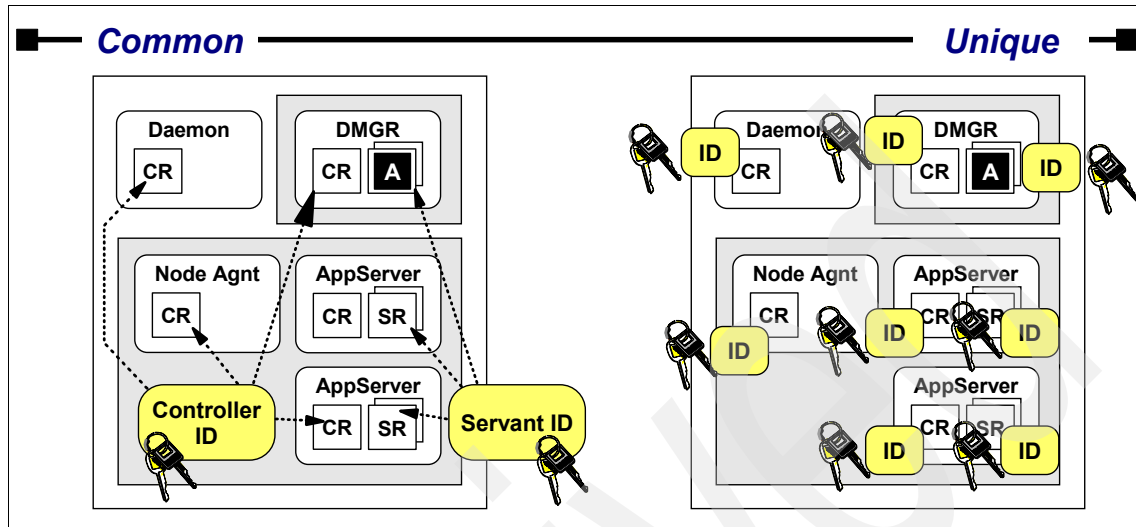 Common
Unique
Daemon
CR
DMGR
CR
A
Node Agnt
CR
AppServer
CR
SR
AppServer
CR
SR
Controller
ID
Servant ID
Daemon
ID
CR
DMGR
ID
CR
A
ID
Node Agnt
CR
ID
AppServer
CR
SR
ID
ID
AppServer
CR
SR
ID
ID